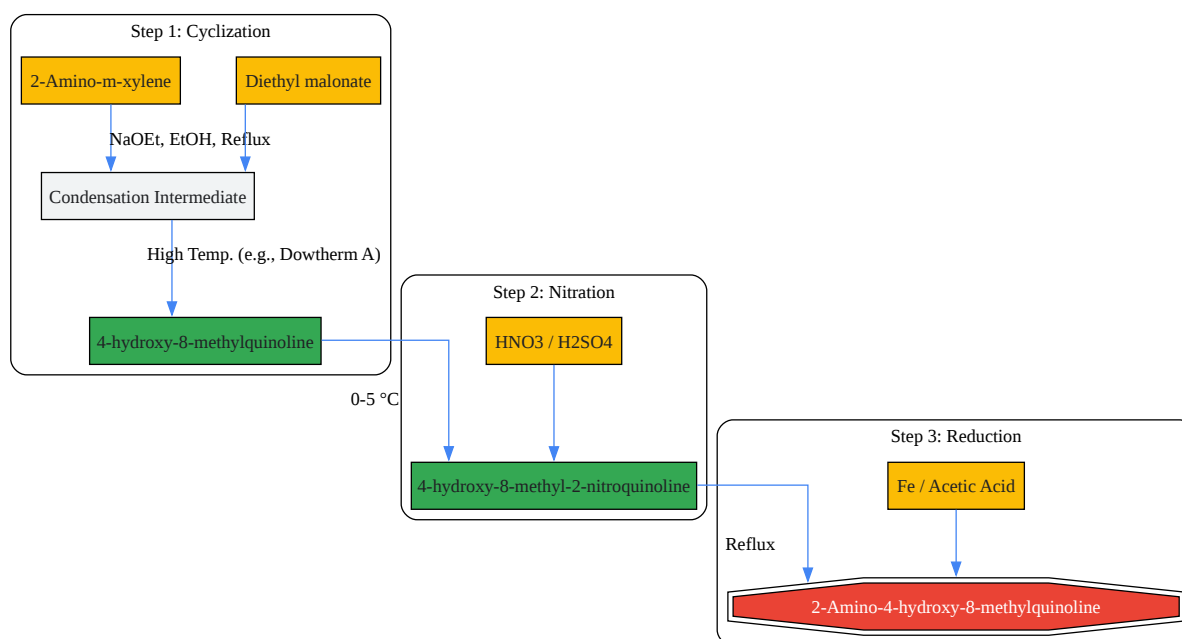 Step 1: Cyclization
2-Amino-m-xylene
Diethyl malonate
NaOEt, EtOH, Reflux
Condensation Intermediate
High Temp. (e.g., Dowtherm A)
4-hydroxy-8-methylquinoline
Step 2: Nitration
HNO3 / H2SO4
0-5 °C
4-hydroxy-8-methyl-2-nitroquinoline
Step 3: Reduction
Fe / Acetic Acid
Reflux
2-Amino-4-hydroxy-8-methylquinoline